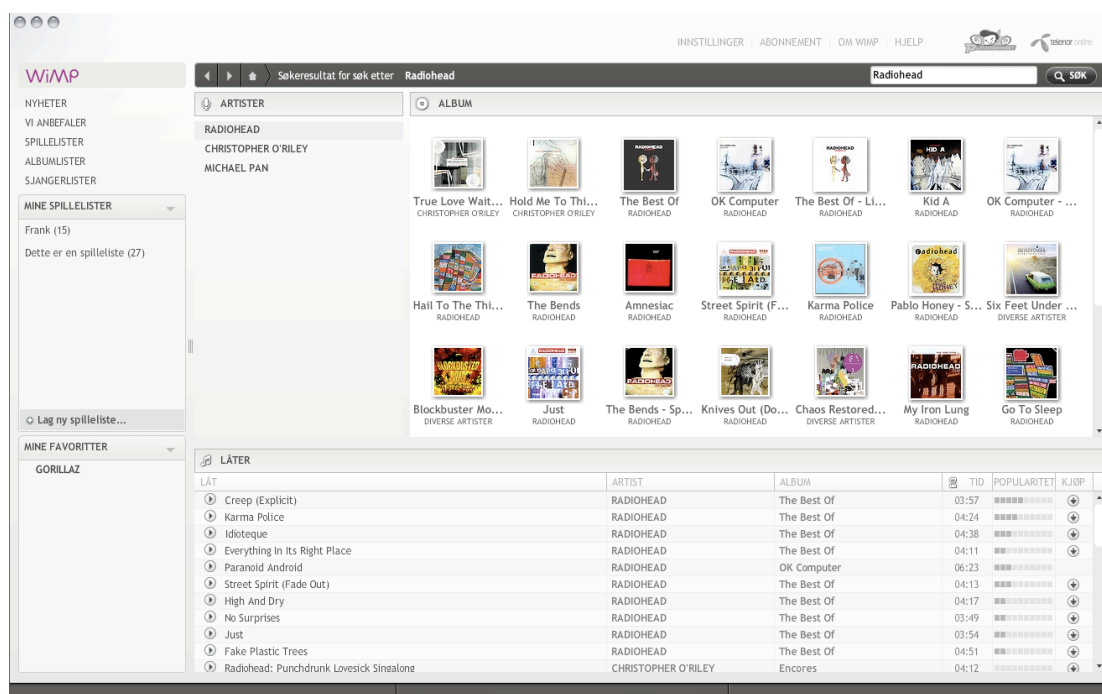 INNSTILLINGER | ABONNEMENT | OM WIMP | HJELP
telenor online
WiMP
Søkeresultat for søk etter Radiohead
Radiohead
SØK
NYHETER
VI ANBEFALER
SPILLELISTER
ALBUMLISTER
SJANGERLISTER
MINE SPILLELISTER
Frank (15)
Dette er en spilleliste (27)
Lag ny spilleliste...
MINE FAVORITTER
GORILLAZ
ARTISTER
RADIOHEAD
CHRISTOPHER O'RILEY
MICHAEL PAN
ALBUM
True Love Wait... Hold Me To Thi... The Best Of OK Computer The Best Of - Li... Kid A OK Computer - ...
CHRISTOPHER O'RILEY CHRISTOPHER O'RILEY RADIOHEAD RADIOHEAD RADIOHEAD RADIOHEAD RADIOHEAD
Hail To The Thi... The Bends Amnesiac Street Spirit (F... Karma Police Pablo Honey - S... Six Feet Under ...
RADIOHEAD RADIOHEAD RADIOHEAD RADIOHEAD RADIOHEAD RADIOHEAD DIVERSE ARTISTER
Blockbuster Mo... Just The Bends - Sp... Knives Out (Do... Chaos Restored... My Iron Lung Go To Sleep
DIVERSE ARTISTER RADIOHEAD RADIOHEAD RADIOHEAD DIVERSE ARTISTER RADIOHEAD RADIOHEAD
LÅTER
LÅT ARTIST ALBUM TID POPULARITET KJØP
Creep (Explicit) RADIOHEAD The Best Of 03:57
Karma Police RADIOHEAD The Best Of 04:24
Idioteque RADIOHEAD The Best Of 04:38
Everything In Its Right Place RADIOHEAD The Best Of 04:11
Paranoid Android RADIOHEAD OK Computer 06:23
Street Spirit (Fade Out) RADIOHEAD The Best Of 04:13
High And Dry RADIOHEAD The Best Of 04:17
No Surprises RADIOHEAD The Best Of 03:49
Just RADIOHEAD The Best Of 03:54
Fake Plastic Trees RADIOHEAD The Best Of 04:51
Radiohead: Punchdrunk Lovesick Singalong CHRISTOPHER O'RILEY Encores 04:12